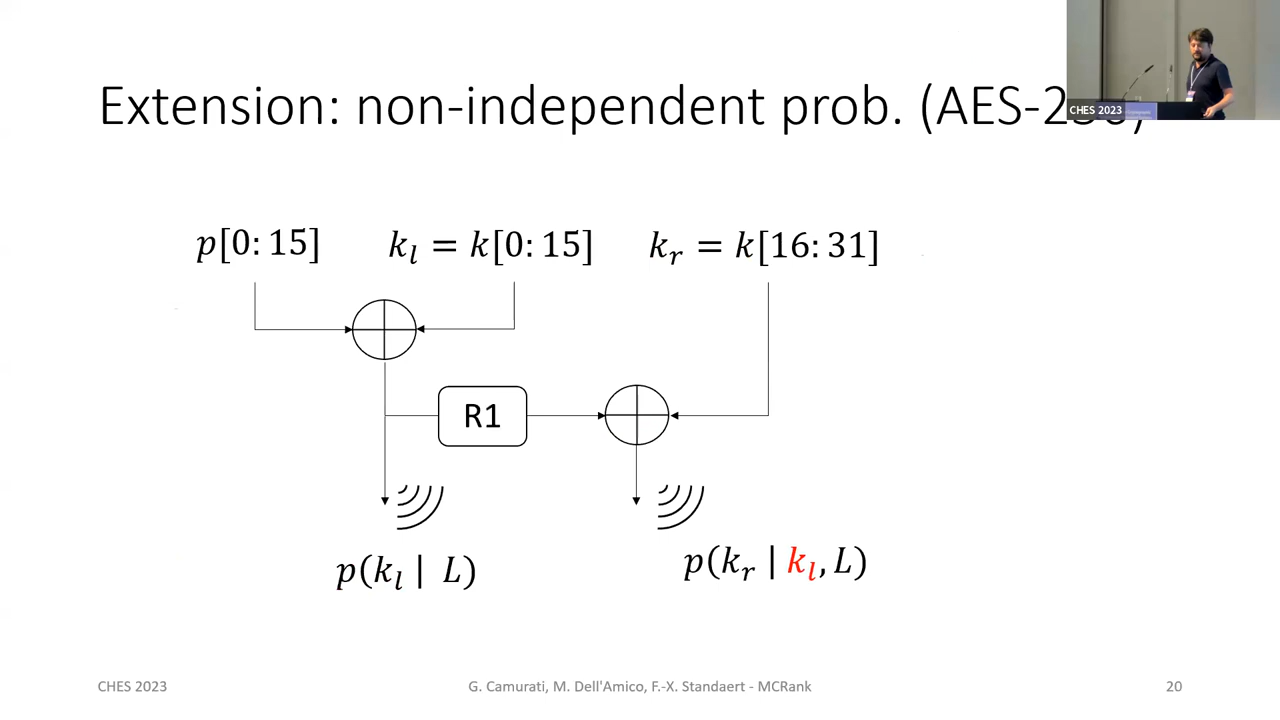 Extension: non-independent prob. (AES-256)
CHES 2023
p[0: 15] k_l = k[0: 15] k_r = k[16: 31]
R1
p(k_l | L)
p(k_r | k_l, L)
CHES 2023 G. Camurati, M. Dell'Amico, F.-X. Standaert - MCRank 20